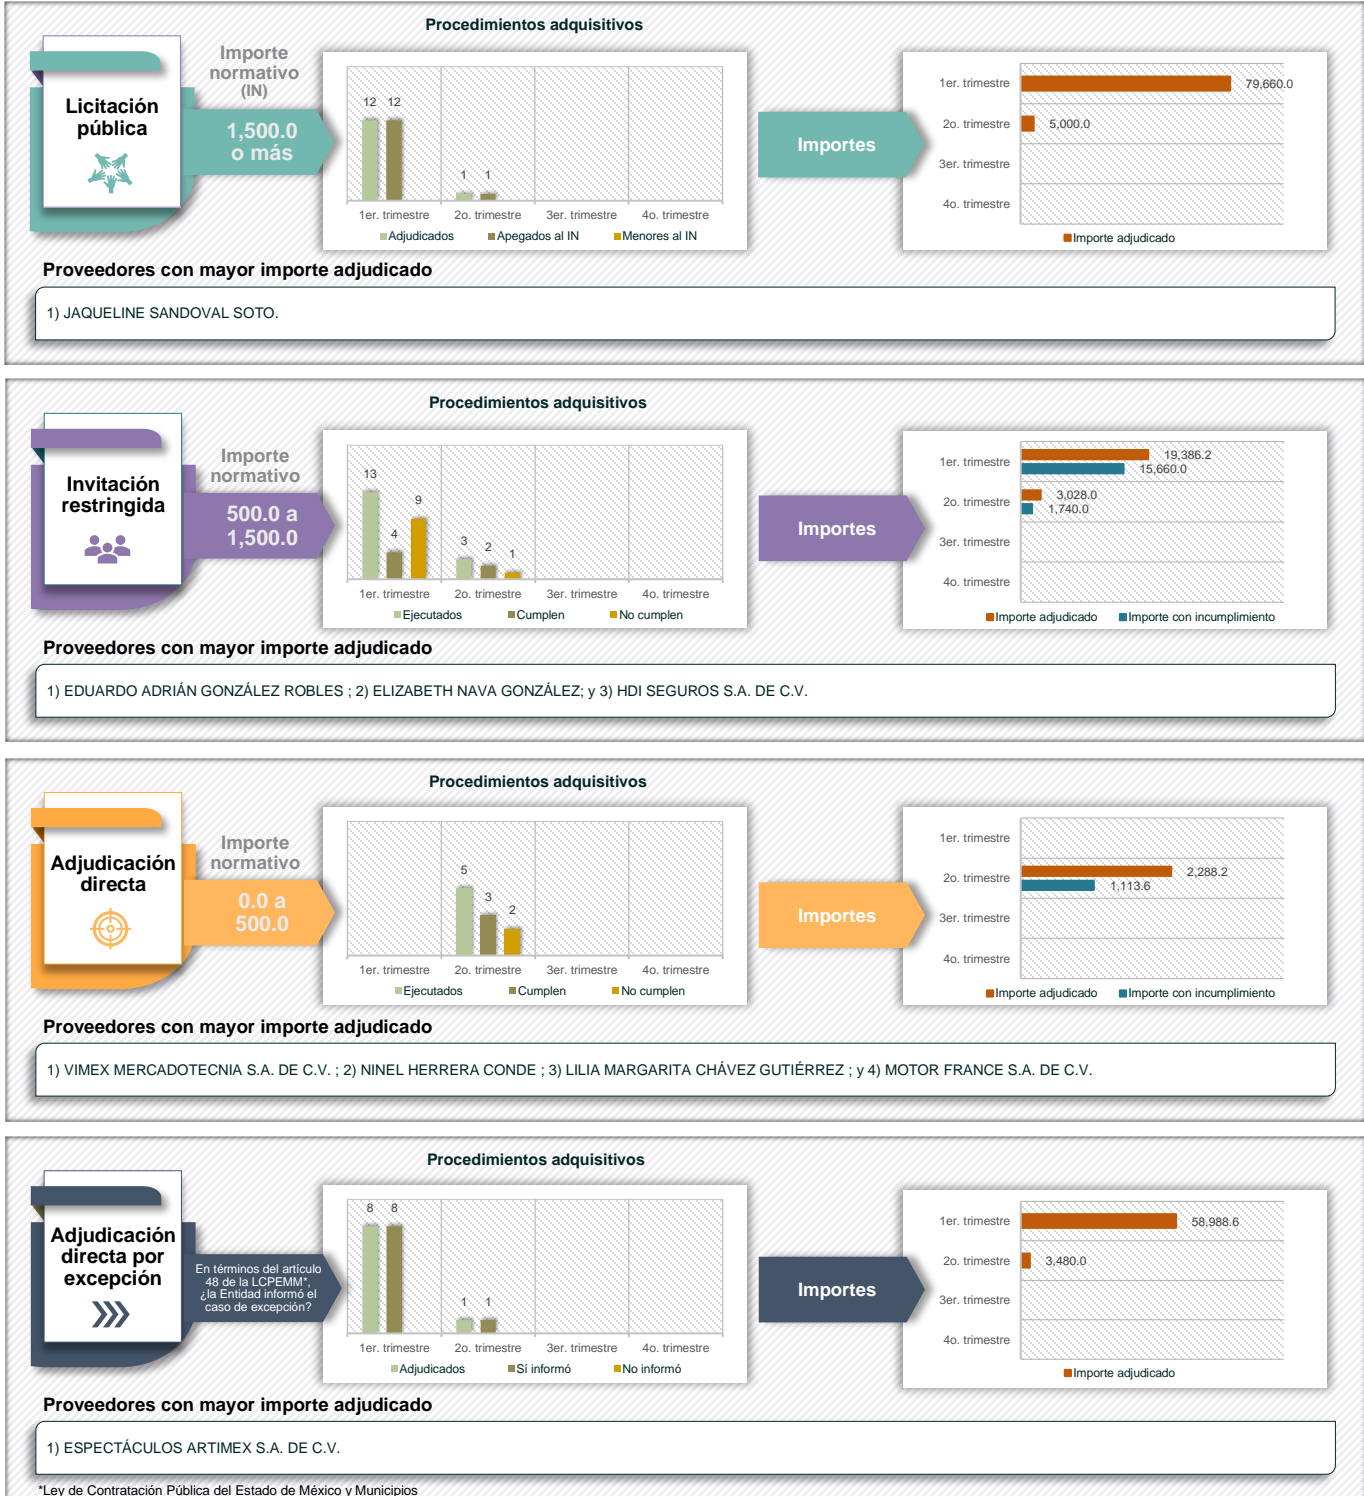 Procedimientos adquisitivos
Licitación
pública
Importe
normativo
(IN)
1,500.0
o más
12 12
1 1
1er. trimestre 2o. trimestre 3er. trimestre 4o. trimestre
Adjudicados Apegados al IN Menores al IN
Importes
1er. trimestre 79,660.0
2o. trimestre 5,000.0
3er. trimestre
4o. trimestre
Importe adjudicado
Proveedores con mayor importe adjudicado
1) JAQUELINE SANDOVAL SOTO.
Procedimientos adquisitivos
Invitación
restringida
Importe
normativo
500.0 a
1,500.0
13 4 9
3 2 1
1er. trimestre 2o. trimestre 3er. trimestre 4o. trimestre
Ejecutados Cumplen No cumplen
Importes
1er. trimestre 19,386.2
15,660.0
2o. trimestre 3,028.0
1,740.0
3er. trimestre
4o. trimestre
Importe adjudicado Importe con incumplimiento
Proveedores con mayor importe adjudicado
1) EDUARDO ADRIÁN GONZÁLEZ ROBLES ; 2) ELIZABETH NAVA GONZÁLEZ; y 3) HDI SEGUROS S.A. DE C.V.
Procedimientos adquisitivos
Adjudicación
directa
Importe
normativo
0.0 a
500.0
5 3 2
1er. trimestre 2o. trimestre 3er. trimestre 4o. trimestre
Ejecutados Cumplen No cumplen
Importes
1er. trimestre
2o. trimestre 2,288.2
1,113.6
3er. trimestre
4o. trimestre
Importe adjudicado Importe con incumplimiento
Proveedores con mayor importe adjudicado
1) VIMEX MERCADOTECNIA S.A. DE C.V. ; 2) NINEL HERRERA CONDE ; 3) LILIA MARGARITA CHÁVEZ GUTIÉRREZ ; y 4) MOTOR FRANCE S.A. DE C.V.
Procedimientos adquisitivos
Adjudicación
directa por
excepción
En términos del artículo
48 de la LCPEMM*,
¿la Entidad informó el
caso de excepción?
8 8
1 1
1er. trimestre 2o. trimestre 3er. trimestre 4o. trimestre
Adjudicados Sí informó No informó
Importes
1er. trimestre 58,988.6
2o. trimestre 3,480.0
3er. trimestre
4o. trimestre
Importe adjudicado
Proveedores con mayor importe adjudicado
1) ESPECTÁCULOS ARTIMEX S.A. DE C.V.
*Ley de Contratación Pública del Estado de México y Municipios